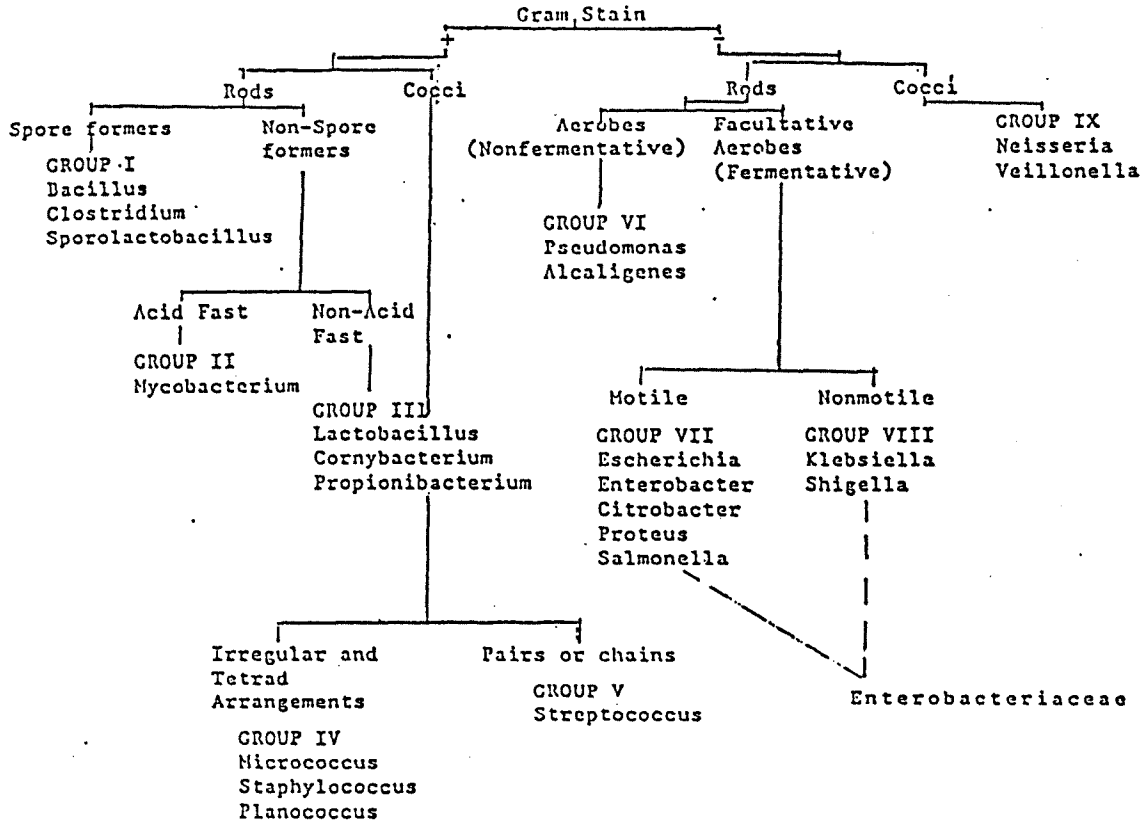 Gram Stain
+
-
Rods
Cocci
Rods
Cocci
Spore formers
GROUP I
Bacillus
Clostridium
Sporolactobacillus
Non-Spore
formers
Acid Fast
GROUP II
Mycobacterium
Non-Acid
Fast
GROUP III
Lactobacillus
Cornybacterium
Propionibacterium
Irregular and
Tetrad
Arrangements
GROUP IV
Micrococcus
Staphylococcus
Planococcus
Pairs or chains
GROUP V
Streptococcus
Aerobes
(Nonfermentative)
GROUP VI
Pseudomonas
Alcaligenes
Facultative
Aerobes
(Fermentative)
Motile
GROUP VII
Escherichia
Enterobacter
Citrobacter
Proteus
Salmonella
Nonmotile
GROUP VIII
Klebsiella
Shigella
Enterobacteriaceae
GROUP IX
Neisseria
Veillonella